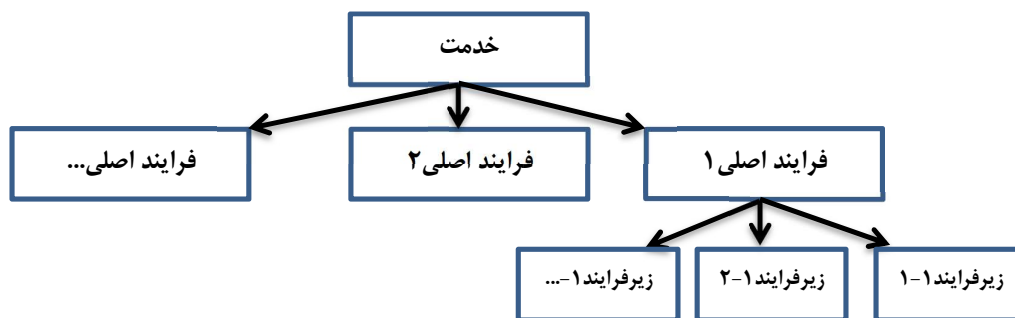 خدمت
فرایند اصلی۱
فرایند اصلی۲
فرایند اصلی...
زیرفرایند۱-۱
زیرفرایند۱-۲
زیرفرایند۱-...